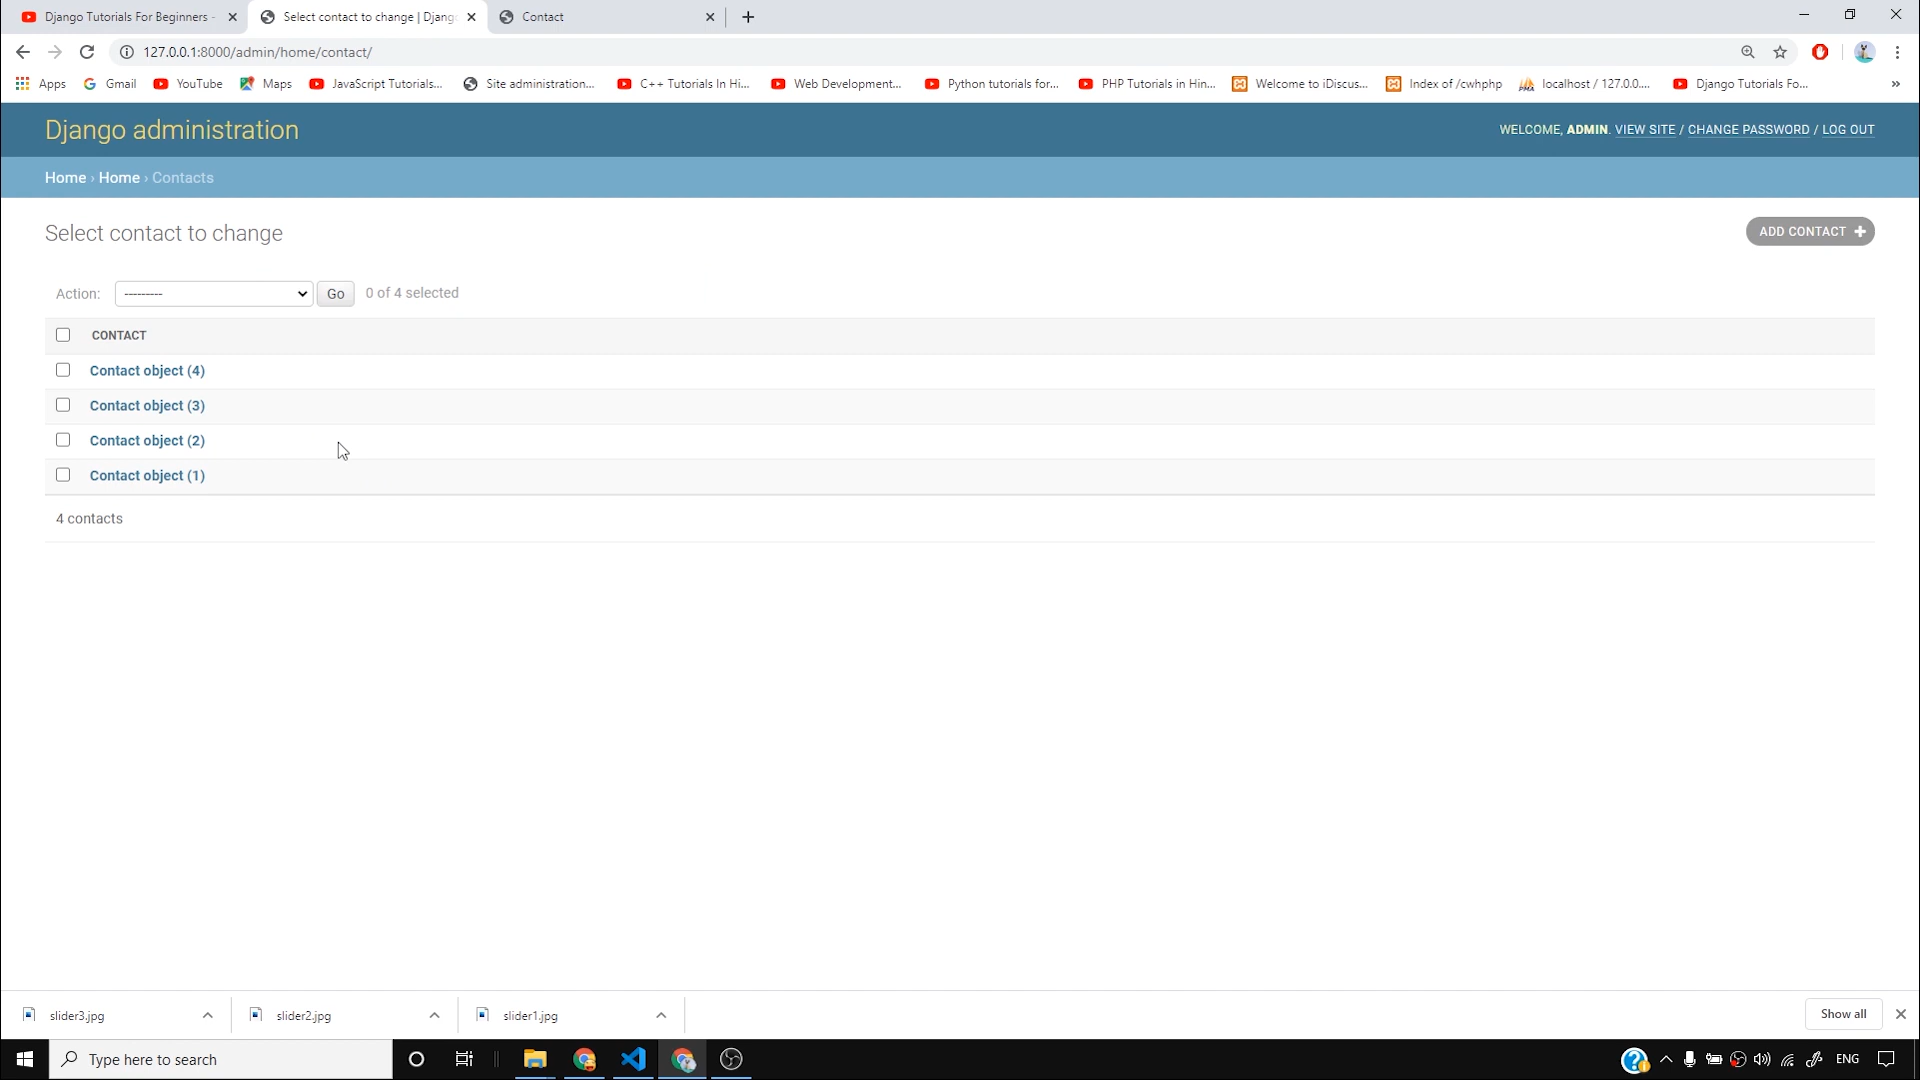 Django Tutorials For Beginners -
Select contact to change | Djang
Contact
127.0.0.1:8000/admin/home/contact/
Apps
Gmail
YouTube
Maps
JavaScript Tutorials...
Site administration...
C++ Tutorials In Hi...
Web Development...
Python tutorials for...
PHP Tutorials in Hin...
Welcome to iDiscus...
Index of /cwhphp
localhost / 127.0.0....
Django Tutorials Fo...
»
Django administration
WELCOME, ADMIN. VIEW SITE / CHANGE PASSWORD / LOG OUT
Home › Home › Contacts
Select contact to change
ADD CONTACT +
Action:
---------
Go
0 of 4 selected
CONTACT
Contact object (4)
Contact object (3)
Contact object (2)
Contact object (1)
4 contacts
slider3.jpg
slider2.jpg
slider1.jpg
Show all
Type here to search
ENG